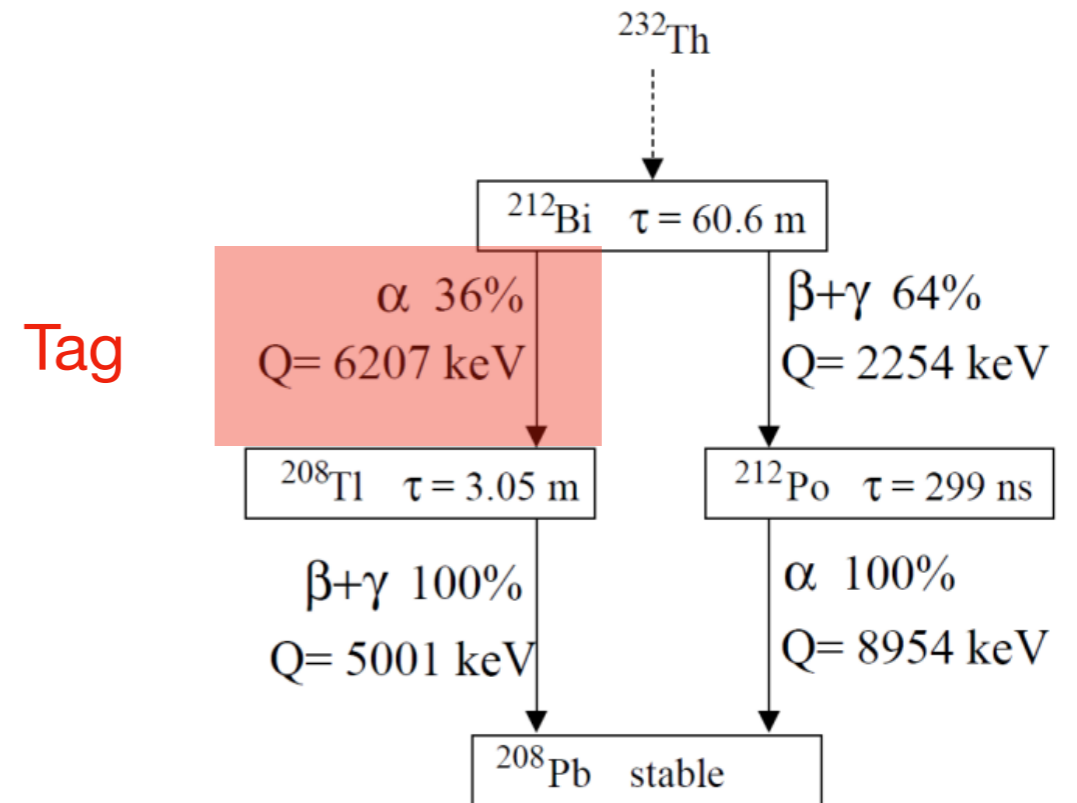 ²³²Th
²¹²Bi τ = 60.6 m
α 36%
Q= 6207 keV
β+γ 64%
Q= 2254 keV
Tag
²⁰⁸Tl τ = 3.05 m
²¹²Po τ = 299 ns
β+γ 100%
Q= 5001 keV
α 100%
Q= 8954 keV
²⁰⁸Pb stable